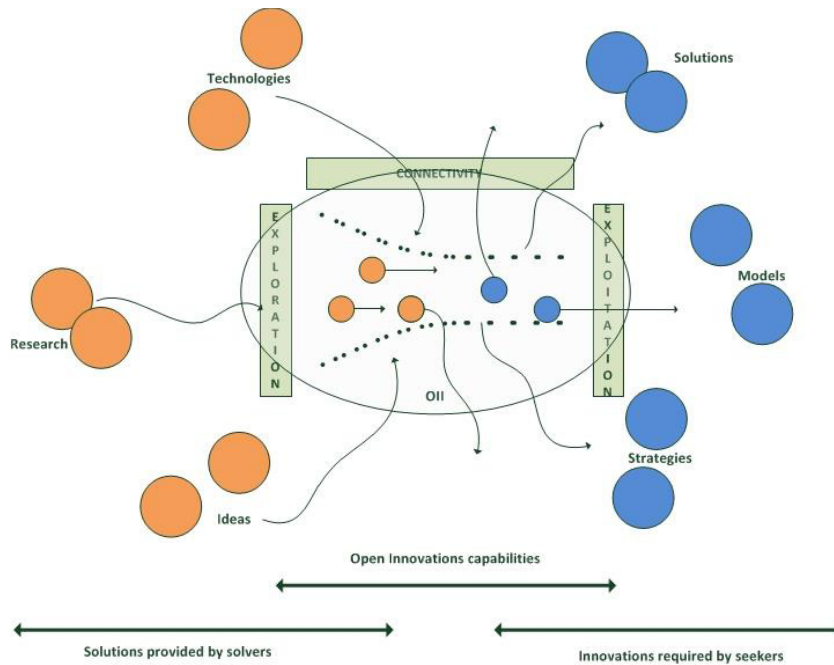 Technologies
Solutions
CONNECTIVITY
EXPLORATION
EXPLOITATION
Models
Research
OII
Strategies
Ideas
Open Innovations capabilities
Solutions provided by solvers
Innovations required by seekers